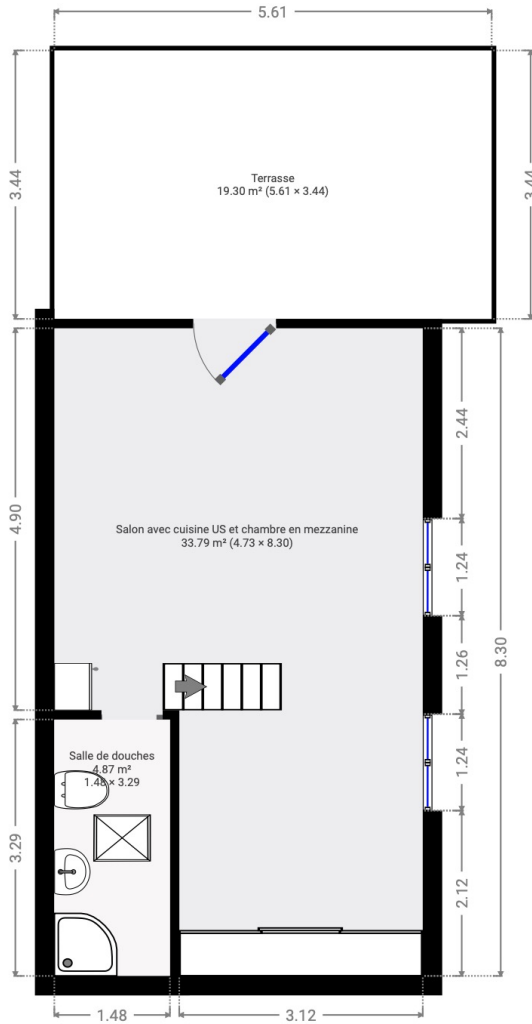 5.61
3.44
3.44
Terrasse
19.30 m² (5.61 × 3.44)
4.90
2.44
Salon avec cuisine US et chambre en mezzanine
33.79 m² (4.73 × 8.30)
1.24
1.26
8.30
1.24
Salle de douches
4.87 m²
1.48 × 3.29
3.29
2.12
1.48
3.12